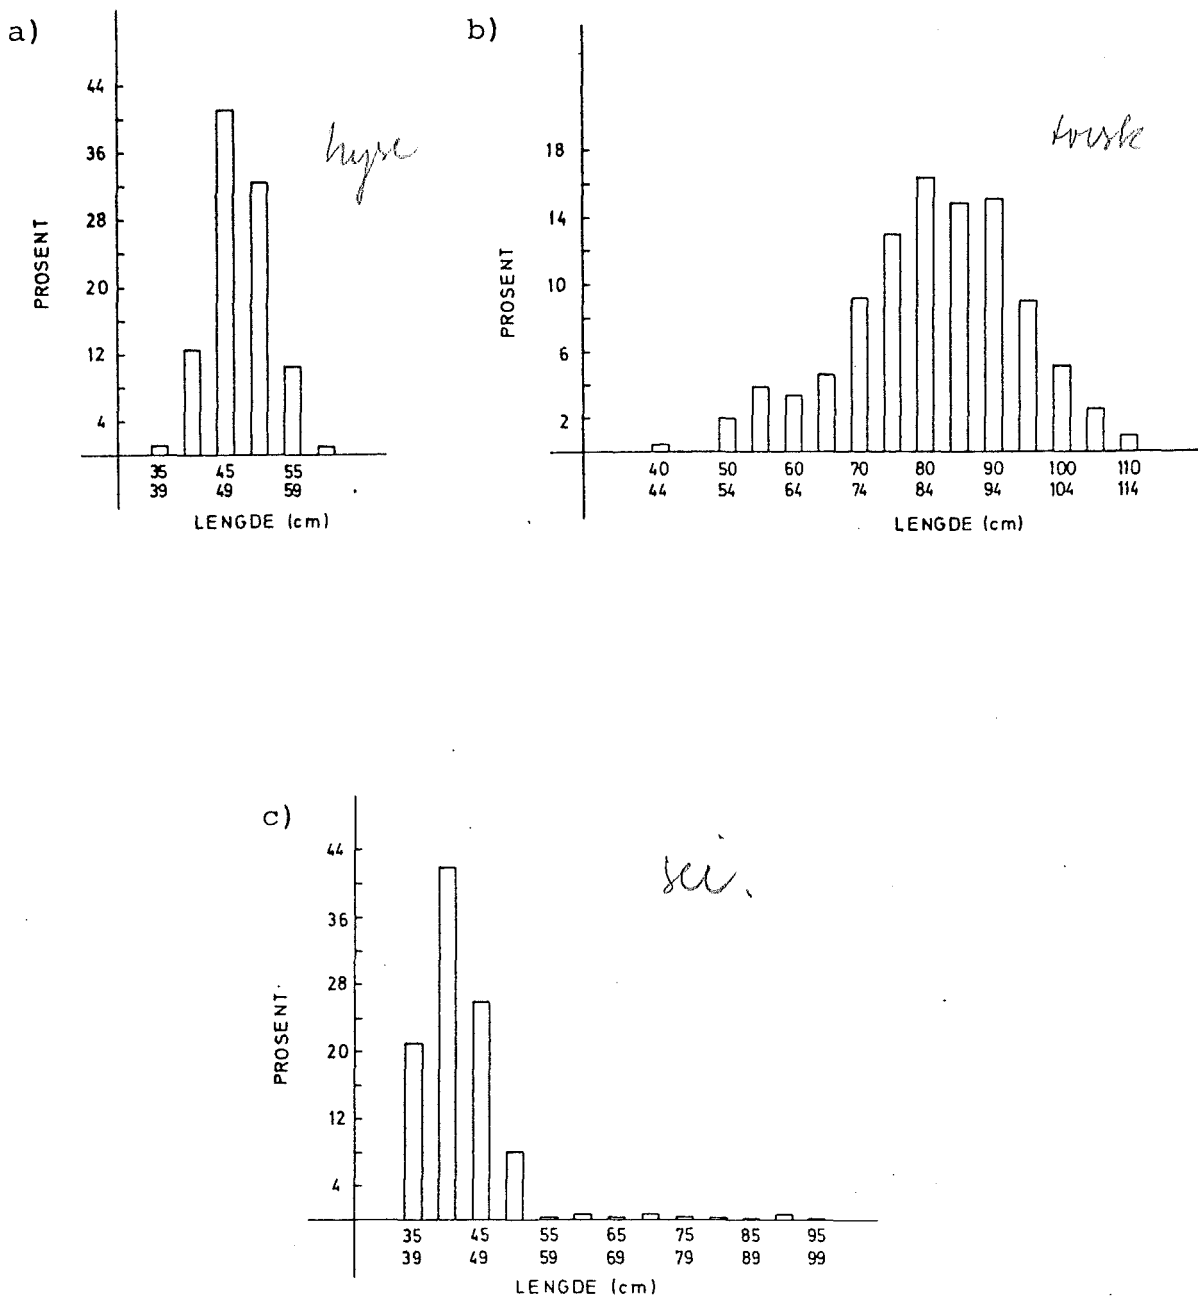 a)
44
36
28
20
12
4
PROSENT
hyse
35 45 55
39 49 59
LENGDE (cm)
b)
18
14
10
6
2
PROSENT
torsk
40 50 60 70 80 90 100 110
44 54 64 74 84 94 104 114
LENGDE (cm)
c)
44
36
28
20
12
4
PROSENT
sei.
35 45 55 65 75 85 95
39 49 59 69 79 89 99
LENGDE (cm)